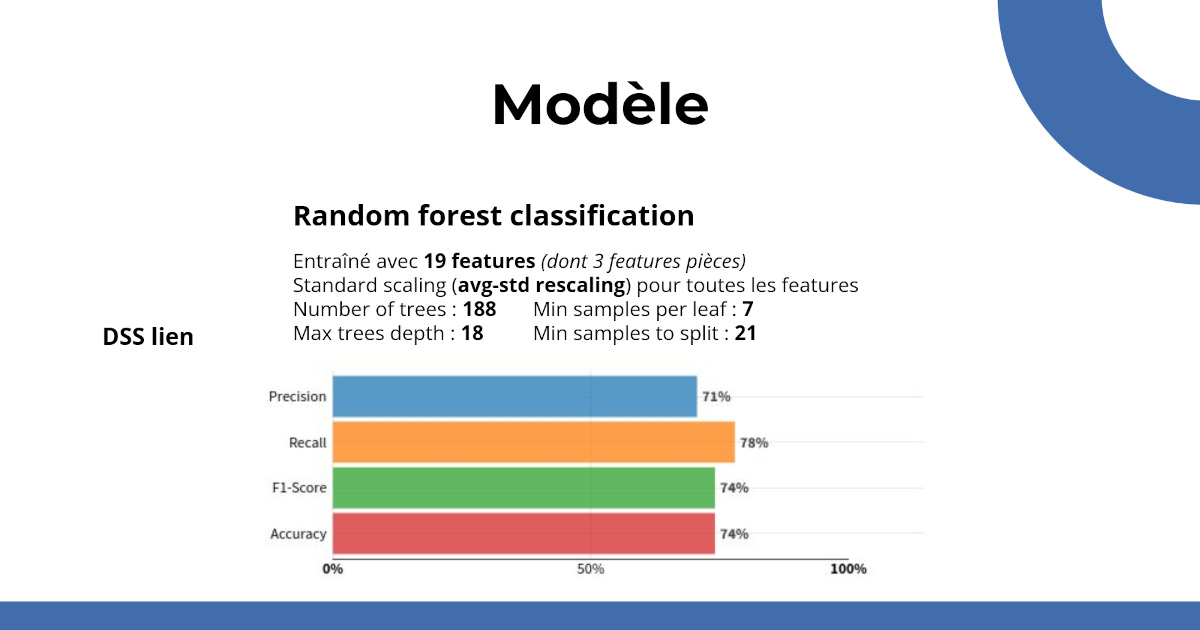 Modèle
Random forest classification
Entraîné avec 19 features (dont 3 features pièces)
Standard scaling (avg-std rescaling) pour toutes les features
Number of trees : 188 Min samples per leaf : 7
Max trees depth : 18 Min samples to split : 21
DSS lien
Precision 71%
Recall 78%
F1-Score 74%
Accuracy 74%
0% 50% 100%